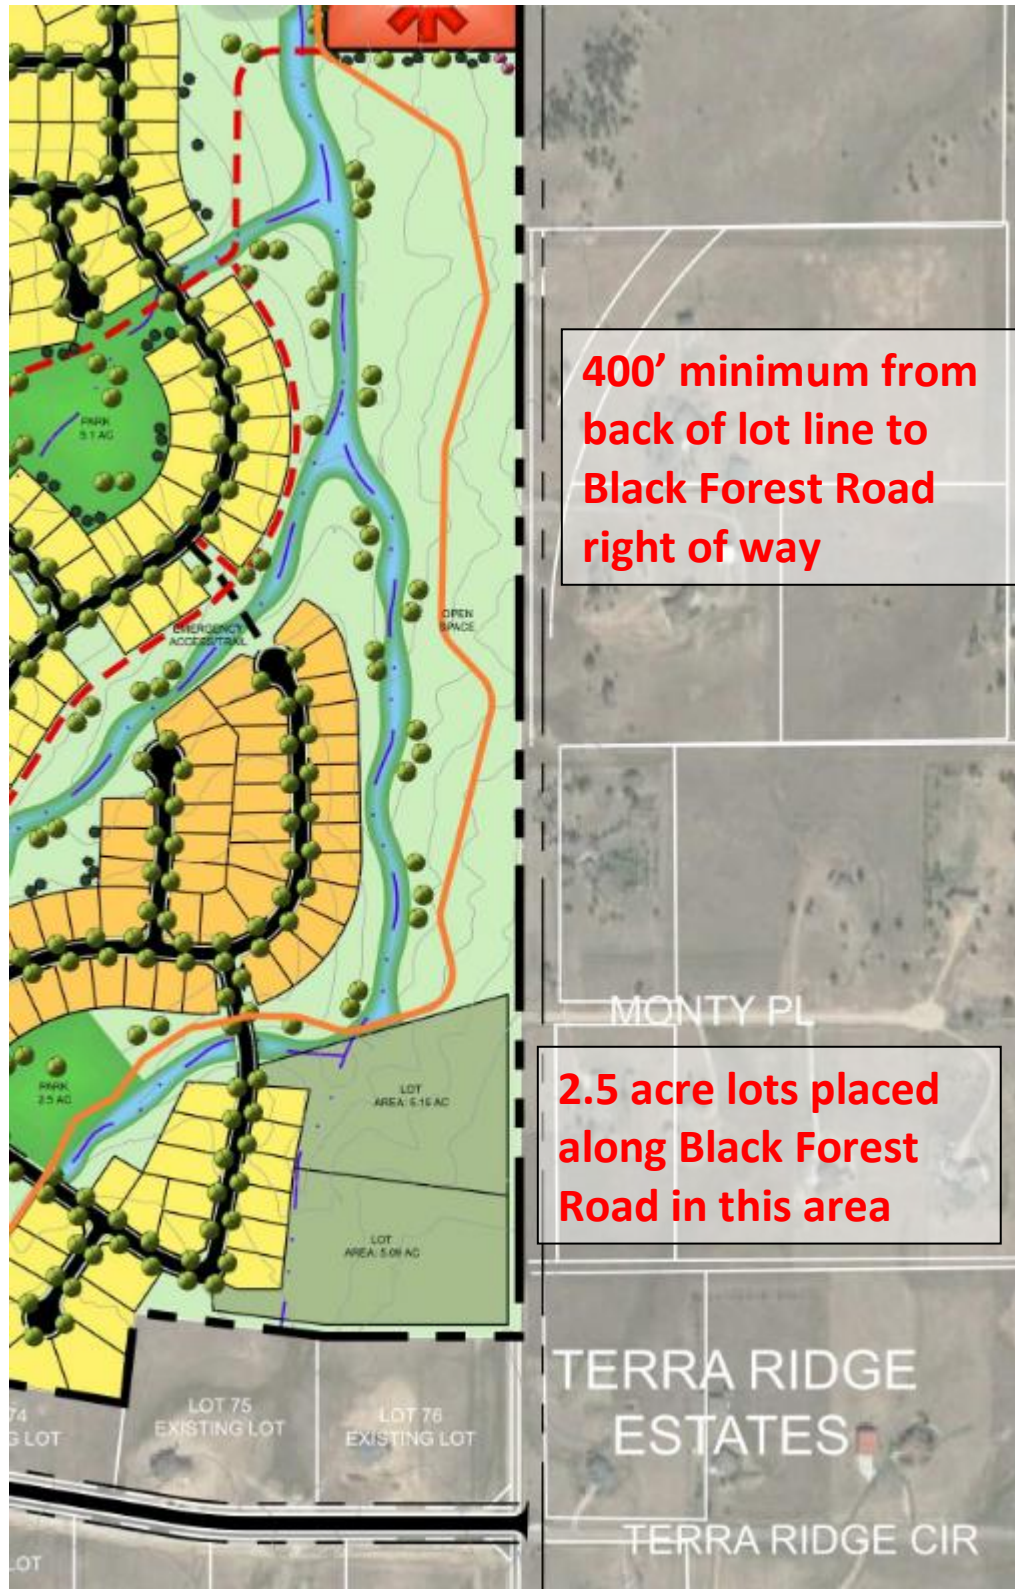 400’ minimum from
back of lot line to
Black Forest Road
right of way
PARK
5.1 AC
OPEN
SPACE
EMERGENCY
ACCESS/TRAIL
MONTY PL
2.5 acre lots placed
along Black Forest
Road in this area
PARK
2.5 AC
LOT
AREA: 5.15 AC
LOT
AREA: 5.09 AC
TERRA RIDGE
ESTATES
LOT 75
EXISTING LOT
LOT 76
EXISTING LOT
74
G LOT
TERRA RIDGE CIR
LOT